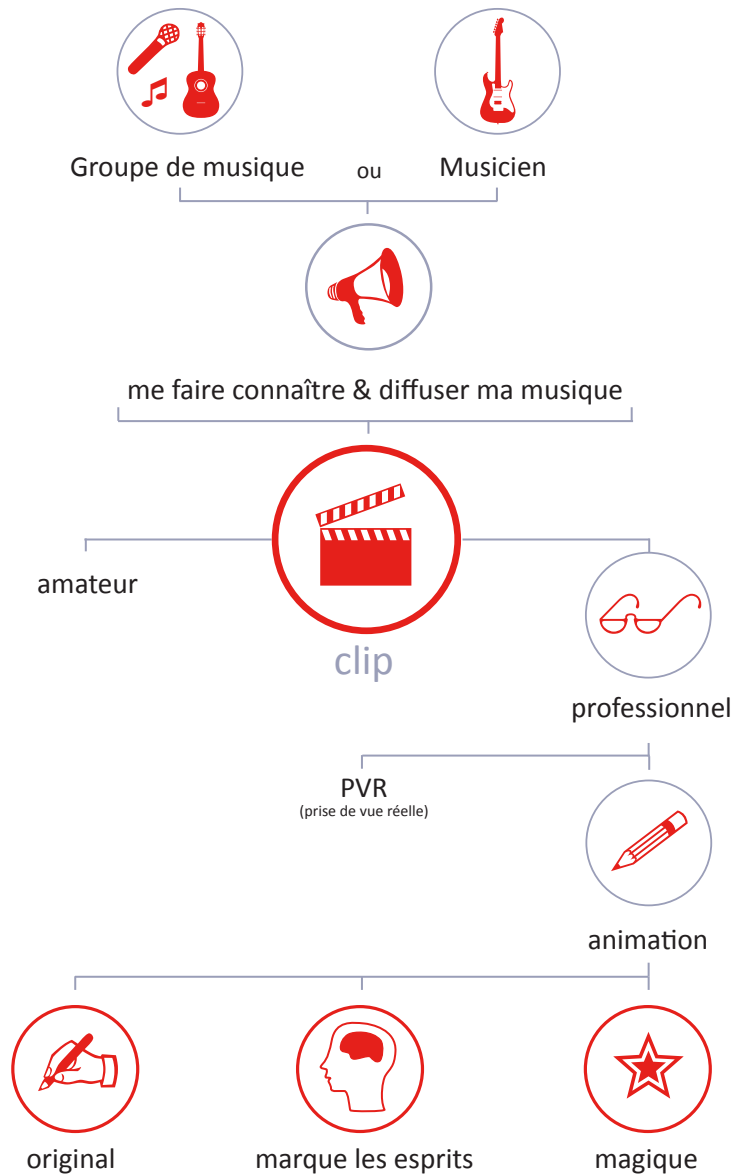 Groupe de musique ou Musicien
me faire connaître & diffuser ma musique
amateur
clip
professionnel
PVR
(prise de vue réelle)
animation
original marque les esprits magique